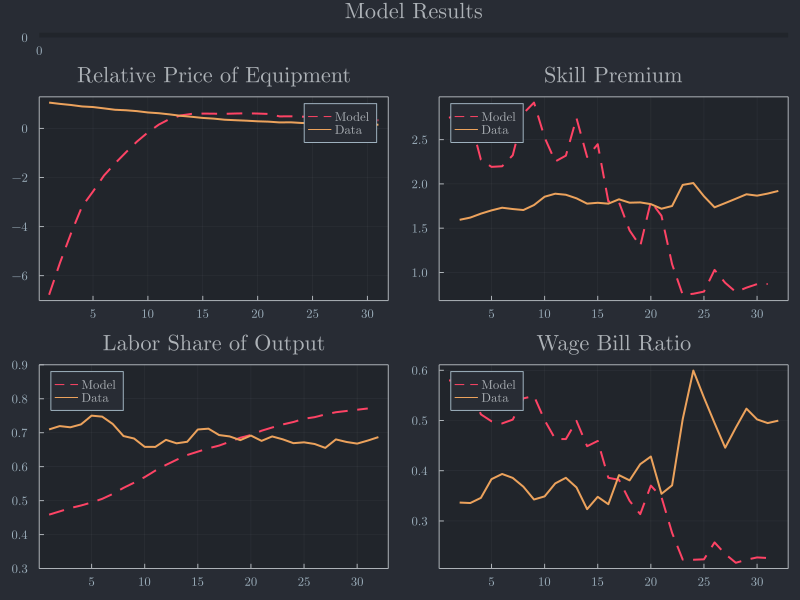 Model Results
0
0
Relative Price of Equipment
Model
Data
0
−2
−4
−6
5 10 15 20 25 30
Skill Premium
Model
Data
2.5
2.0
1.5
1.0
5 10 15 20 25 30
Labor Share of Output
Model
Data
0.9
0.8
0.7
0.6
0.5
0.4
0.3
5 10 15 20 25 30
Wage Bill Ratio
Model
Data
0.6
0.5
0.4
0.3
5 10 15 20 25 30